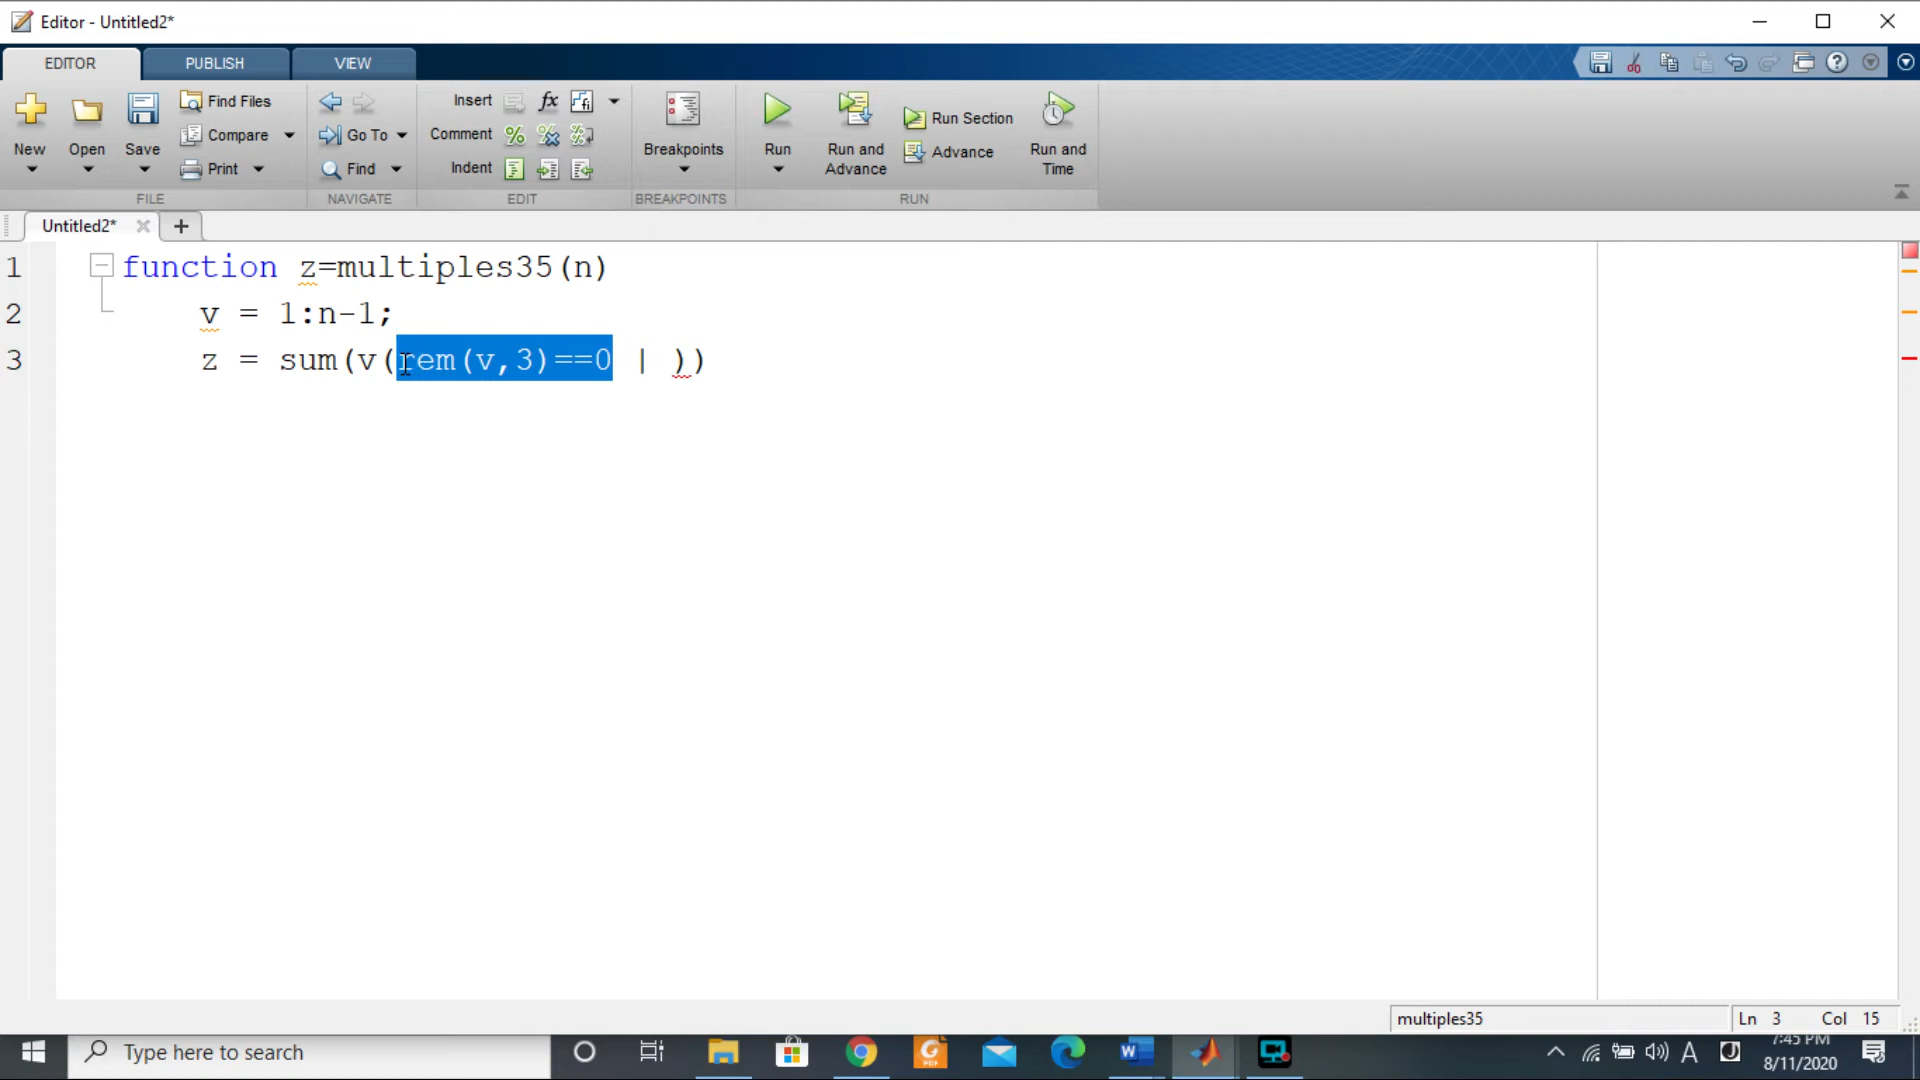 Editor - Untitled2*
EDITOR
PUBLISH
VIEW
New
Open
Save
Find Files
Compare
Print
FILE
Go To
Find
NAVIGATE
Insert
fx
Comment
Indent
EDIT
Breakpoints
BREAKPOINTS
Run
Run and Advance
Run Section
Advance
Run and Time
RUN
Untitled2*
1 function z=multiples35(n)
2 v = 1:n-1;
3 z = sum(v(rem(v,3)==0 | ))
multiples35
Ln 3 Col 15
Type here to search
7:45 PM
8/11/2020